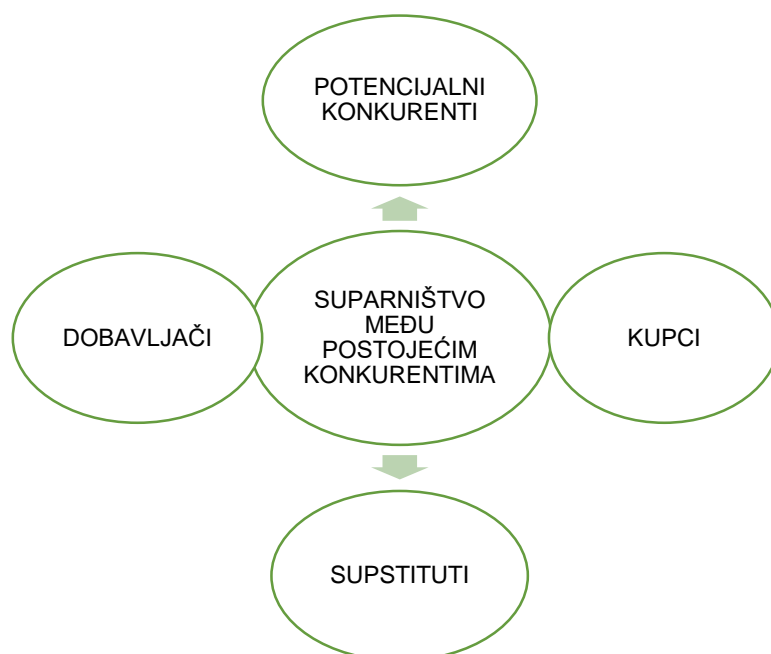 POTENCIJALNI
KONKURENTI
DOBAVLJAČI
SUPARNIŠTVO
MEĐU
POSTOJEĆIM
KONKURENTIMA
KUPCI
SUPSTITUTI